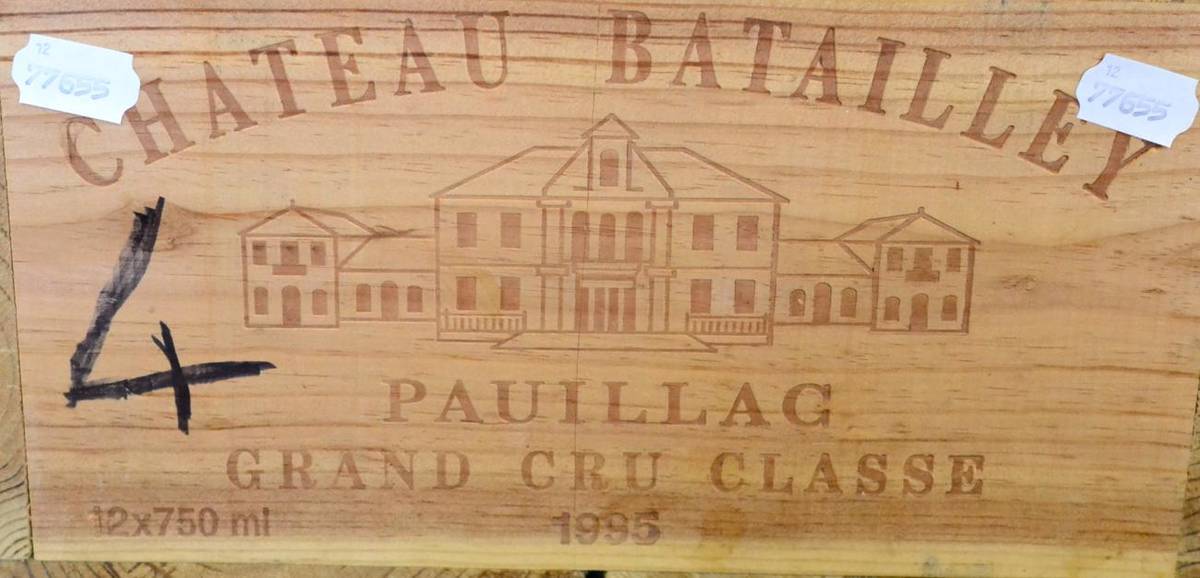 CHATEAU BATAILLEY
12
77655
12
77655
4
PAUILLAC
GRAND CRU CLASSE
12x750 ml
1995